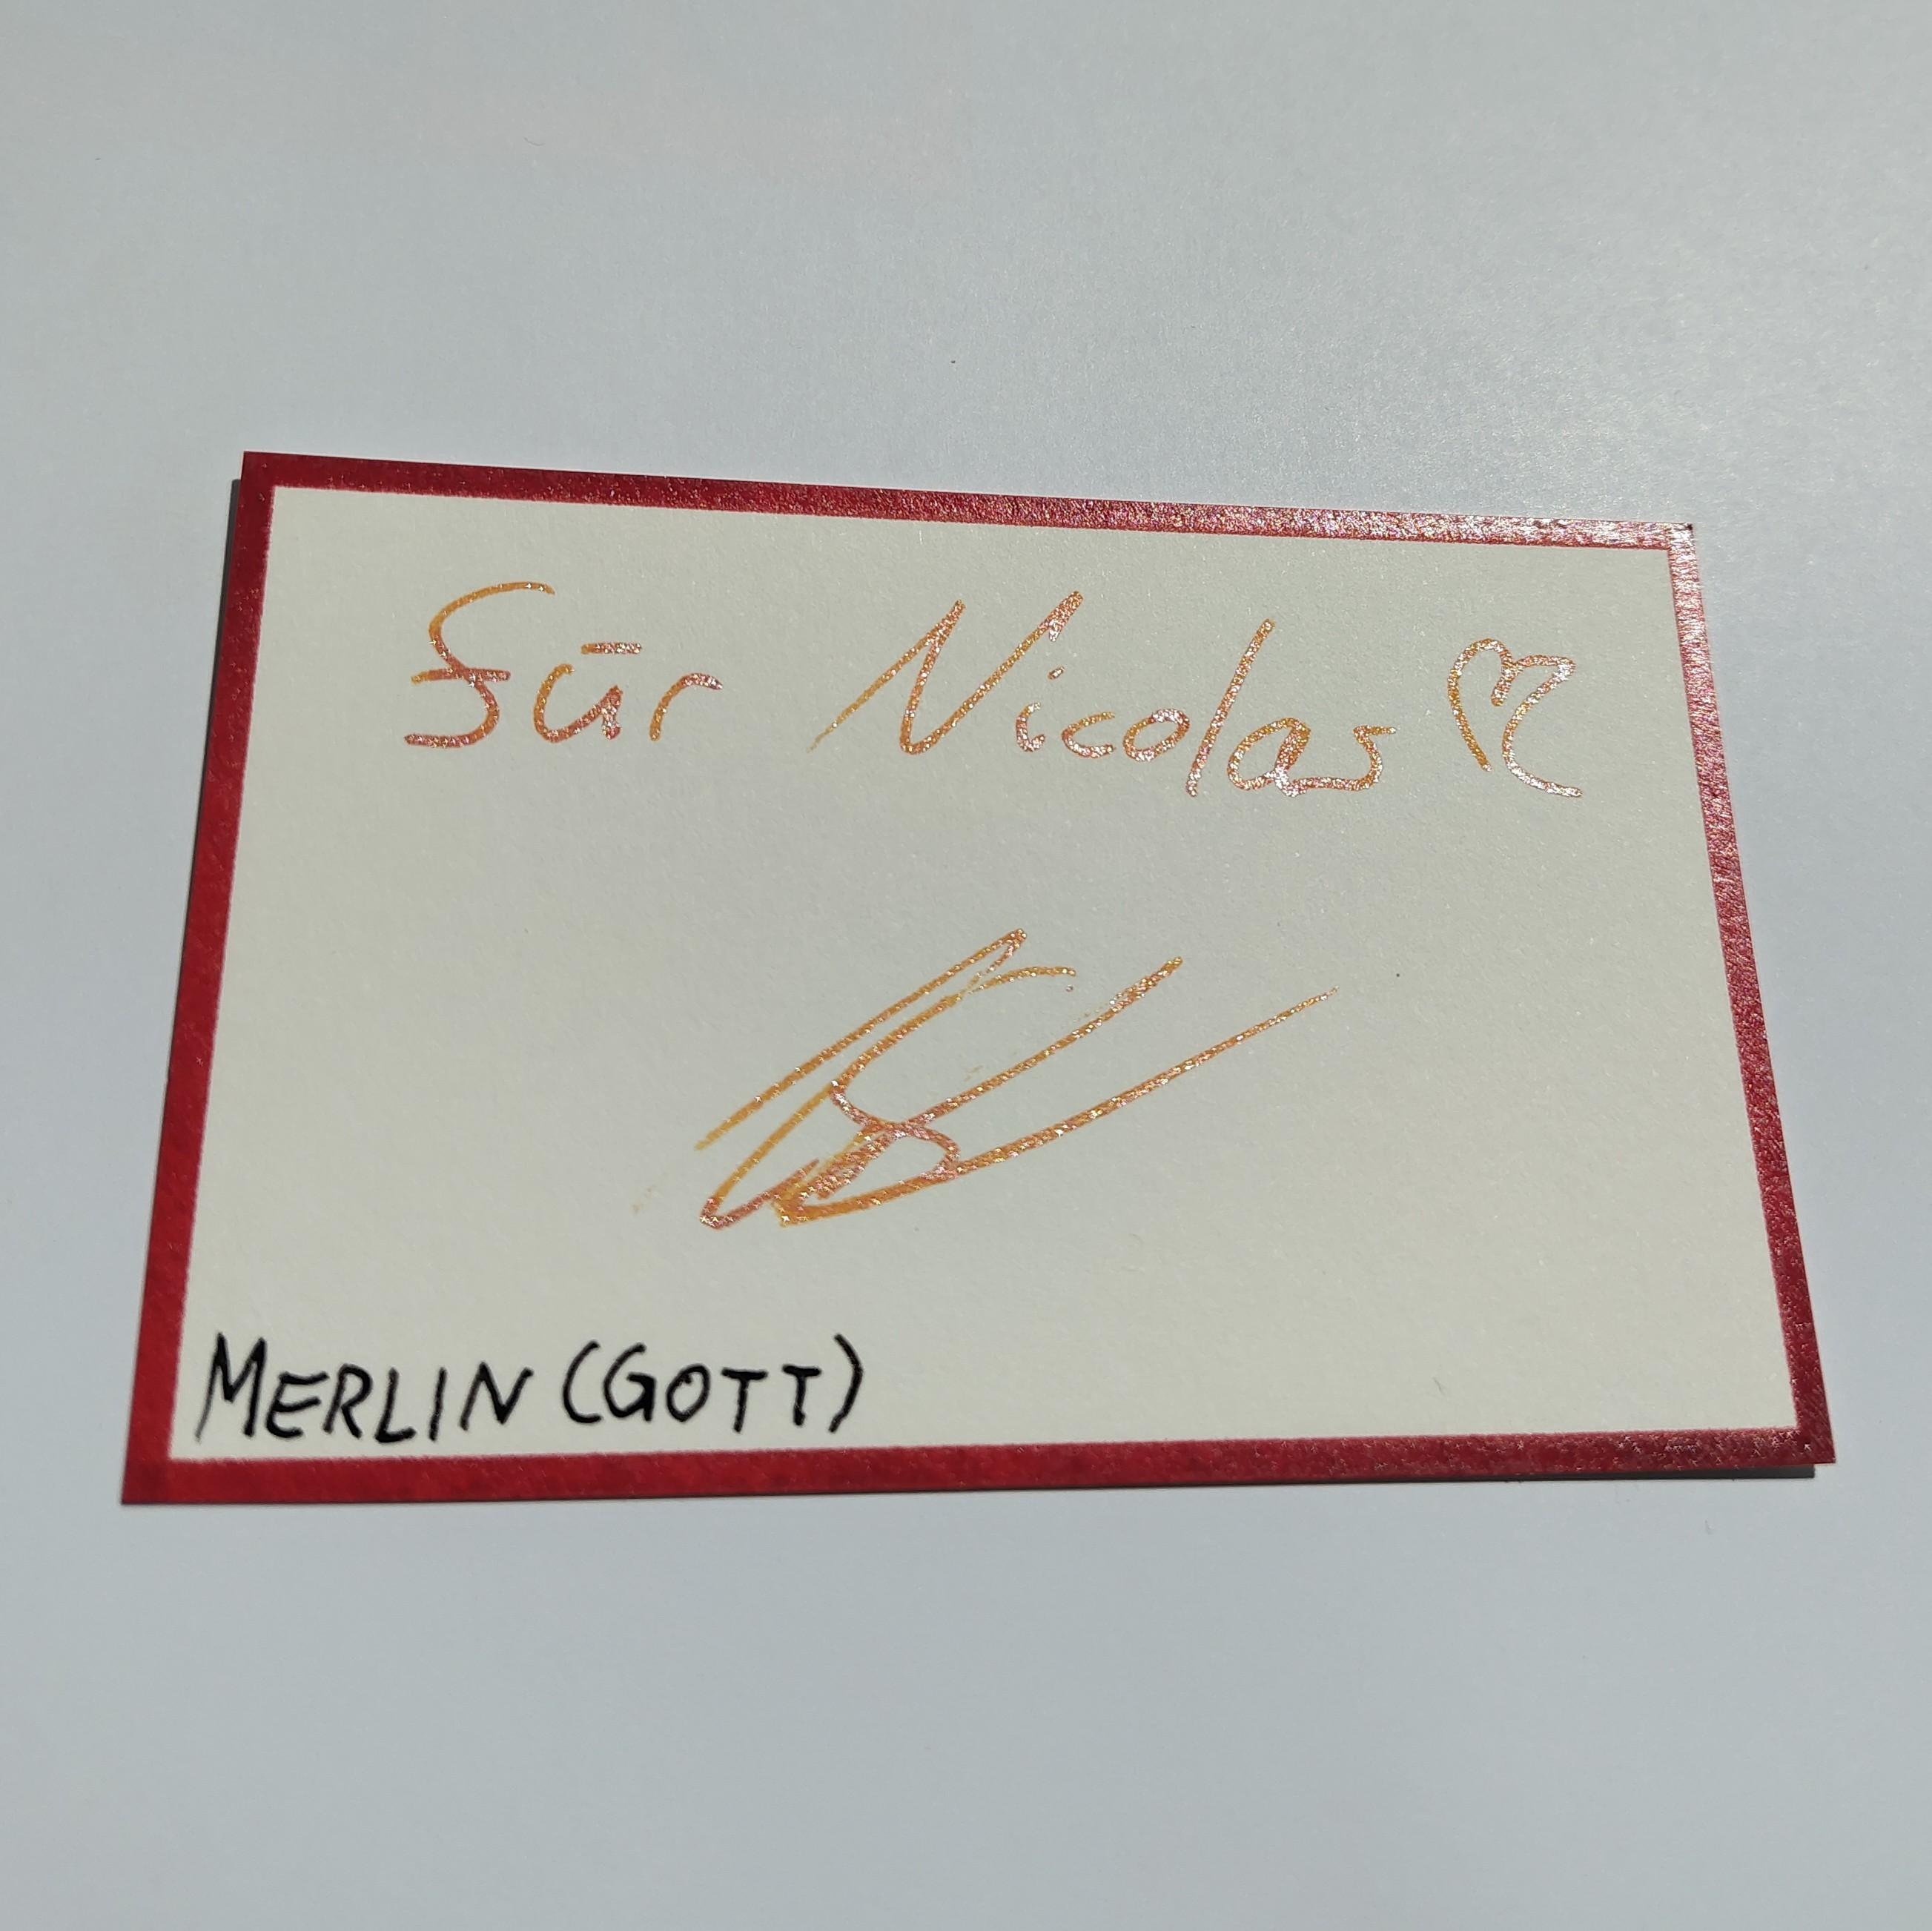 für Nicolas ♡
MERLIN (GOTT)